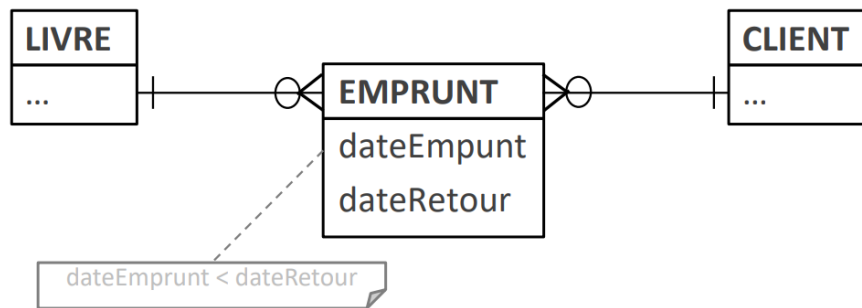 LIVRE
...
EMPRUNT
dateEmpunt
dateRetour
CLIENT
...
dateEmprunt < dateRetour